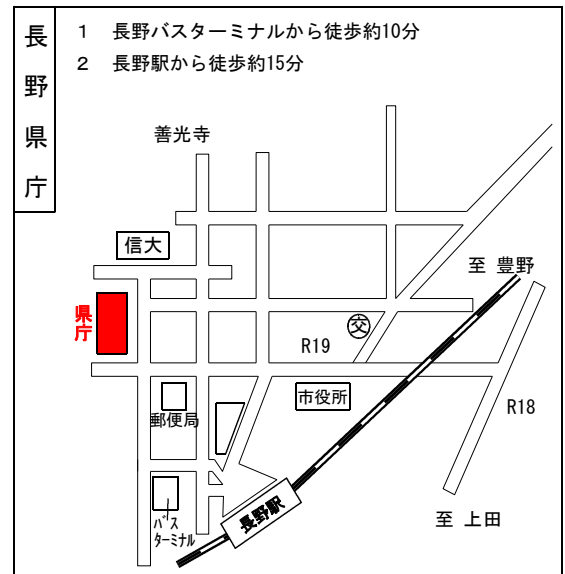 長野県庁
1 長野バスターミナルから徒歩約10分
2 長野駅から徒歩約15分
善光寺
信大
至 豊野
県庁
交
R19
市役所
R18
郵便局
長野駅
バス
ターミナル
至 上田